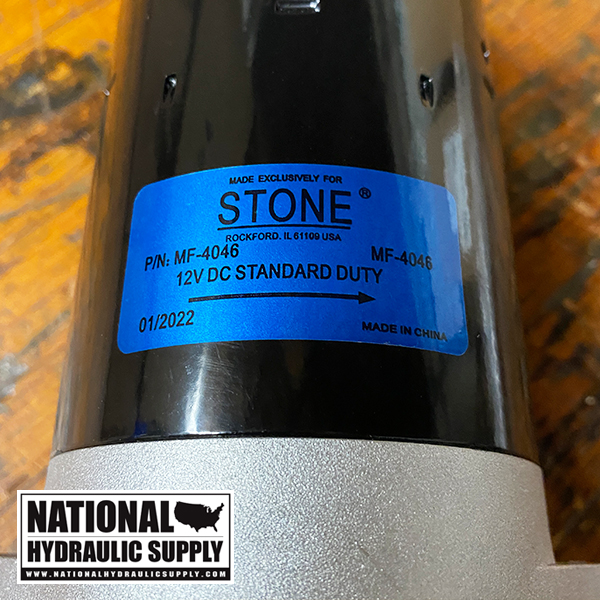 MADE EXCLUSIVELY FOR
STONE®
ROCKFORD. IL 61109 USA
P/N: MF-4046 MF-4046
12V DC STANDARD DUTY
01/2022 MADE IN CHINA
NATIONAL
HYDRAULIC SUPPLY
WWW.NATIONALHYDRAULICSUPPLY.COM